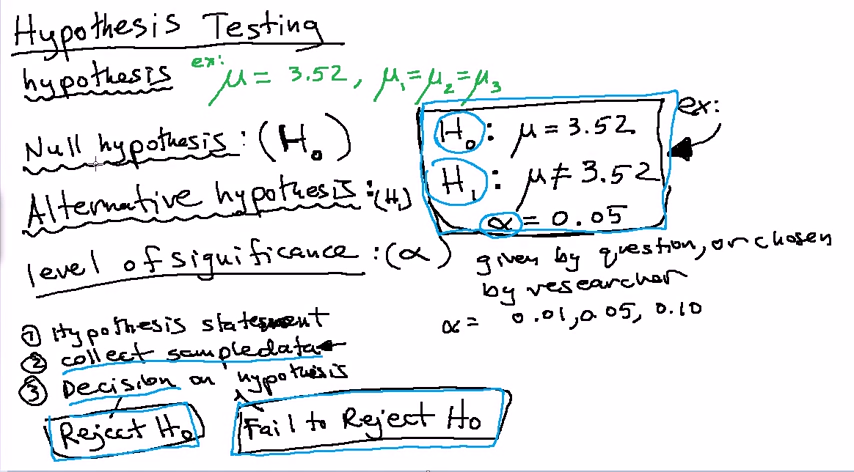 Hypothesis Testing
hypothesis ex: μ = 3.52, μ₁ = μ₂ = μ₃
Null hypothesis: (H₀)
Alternative hypothesis: (H₁)
level of significance: (α)
ex:
H₀: μ = 3.52
H₁: μ ≠ 3.52
α = 0.05
given by question, or chosen
by researcher
α = 0.01, 0.05, 0.10
① Hypothesis statement
② collect sample data
③ Decision on hypothesis
Reject H₀
Fail to Reject H₀